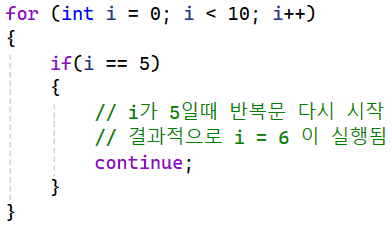 for (int i = 0; i < 10; i++)
{
    if(i == 5)
    {
        // i가 5일때 반복문 다시 시작
        // 결과적으로 i = 6 이 실행됨
        continue;
    }
}